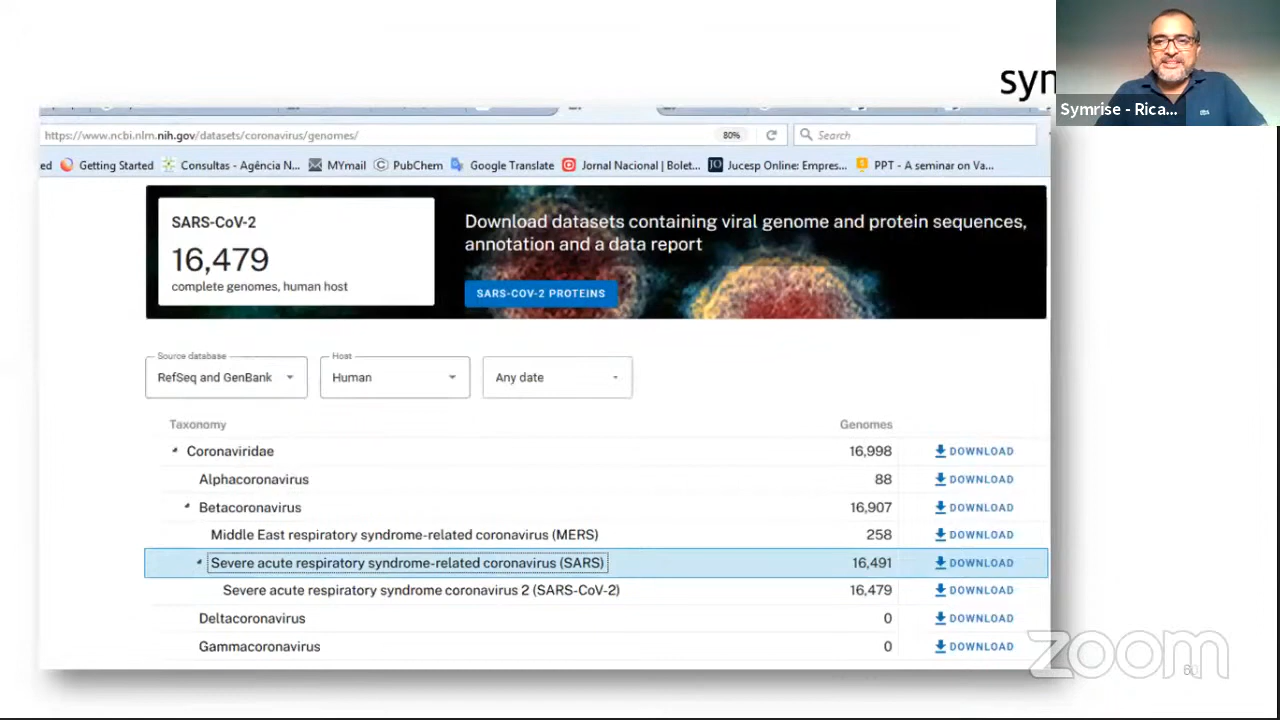 sym
Symrise - Rica...
https://www.ncbi.nlm.nih.gov/datasets/coronavirus/genomes/
80%
Search
ed Getting Started Consultas - Agência N... MYmail PubChem Google Translate Jornal Nacional | Bolet... Jucesp Online: Empres... PPT - A seminar on Va...
SARS-CoV-2
16,479
complete genomes, human host
Download datasets containing viral genome and protein sequences,
annotation and a data report
SARS-COV-2 PROTEINS
Source database
RefSeq and GenBank
Host
Human
Any date
Taxonomy Genomes
Coronaviridae 16,998 DOWNLOAD
Alphacoronavirus 88 DOWNLOAD
Betacoronavirus 16,907 DOWNLOAD
Middle East respiratory syndrome-related coronavirus (MERS) 258 DOWNLOAD
Severe acute respiratory syndrome-related coronavirus (SARS) 16,491 DOWNLOAD
Severe acute respiratory syndrome coronavirus 2 (SARS-CoV-2) 16,479 DOWNLOAD
Deltacoronavirus 0 DOWNLOAD
Gammacoronavirus 0 DOWNLOAD
zoom